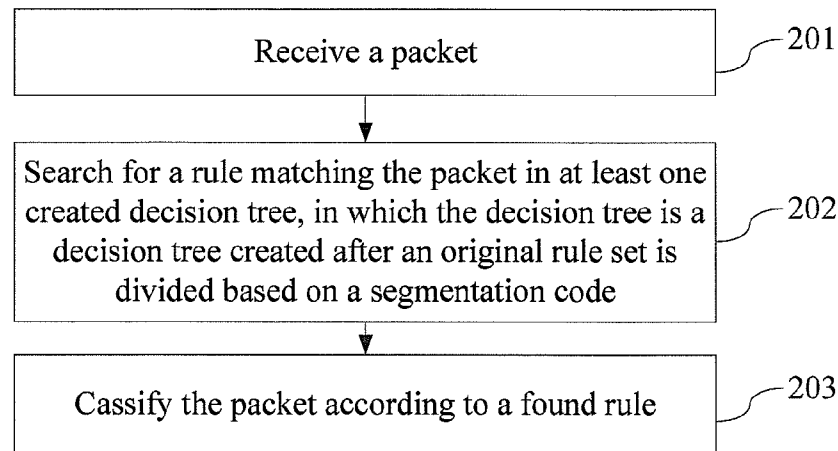 Receive a packet
201
Search for a rule matching the packet in at least one
created decision tree, in which the decision tree is a
decision tree created after an original rule set is
divided based on a segmentation code
202
Cassify the packet according to a found rule
203